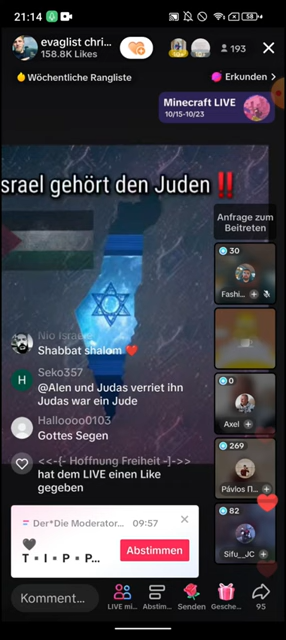 21:14
58
evaglist chri...
158.8K Likes
193
Wöchentliche Rangliste
Erkunden
Minecraft LIVE
10/15-10/23
srael gehört den Juden ‼️
Anfrage zum
Beitreten
30
Fashi...
0
Axel
269
Pávlos Π...
82
Sifu_JC
Nio Israel
Shabbat shalom ❤️
Seko357
H
@Alen und Judas verriet ihn
Judas war ein Jude
Halloooo0103
Gottes Segen
<<-{- Hoffnung Freiheit -]->>
hat dem LIVE einen Like
gegeben
Der*Die Moderator... 09:57
🖤
T ▪ I ▪ P P...
Abstimmen
Komment...
LIVE mi...
Abstim...
Senden
Gesche...
95